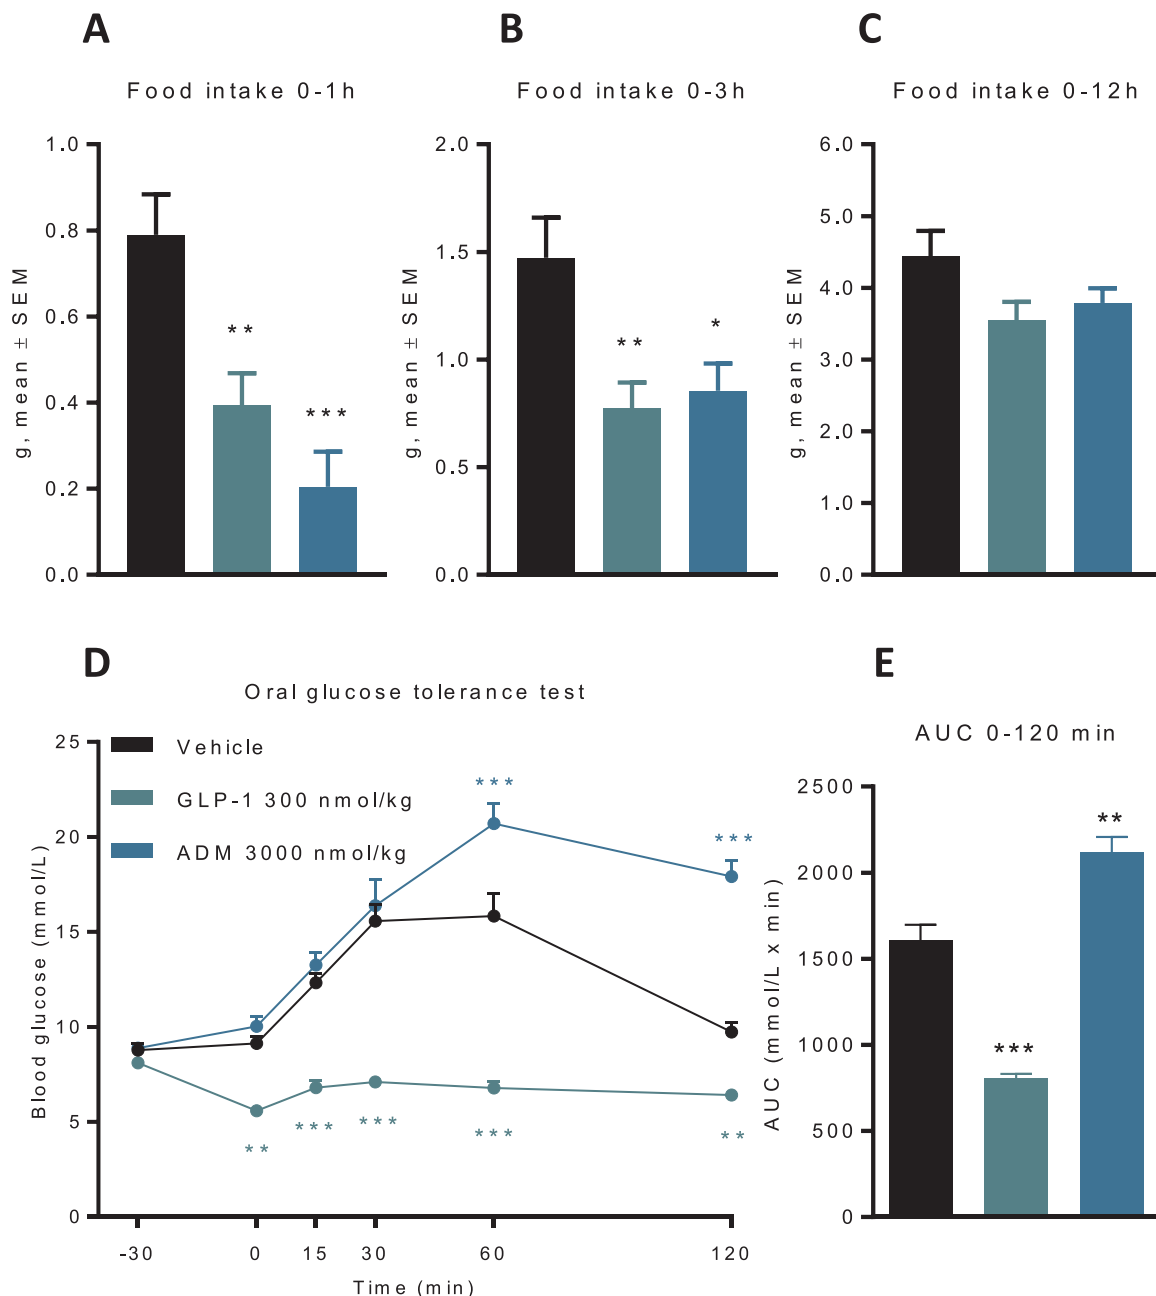 A
B
C
Food intake 0-1h
Food intake 0-3h
Food intake 0-12h
g, mean ± SEM
1.0
0.8
0.6
0.4
0.2
0.0
**
***
g, mean ± SEM
2.0
1.5
1.0
0.5
0.0
**
*
g, mean ± SEM
6.0
5.0
4.0
3.0
2.0
1.0
0.0
D
Oral glucose tolerance test
Vehicle
GLP-1 300 nmol/kg
ADM 3000 nmol/kg
Blood glucose (mmol/L)
25
20
15
10
5
0
***
***
**
***
***
***
**
-30
0
15
30
60
120
Time (min)
E
AUC 0-120 min
AUC (mmol/L x min)
2500
2000
1500
1000
500
0
***
**